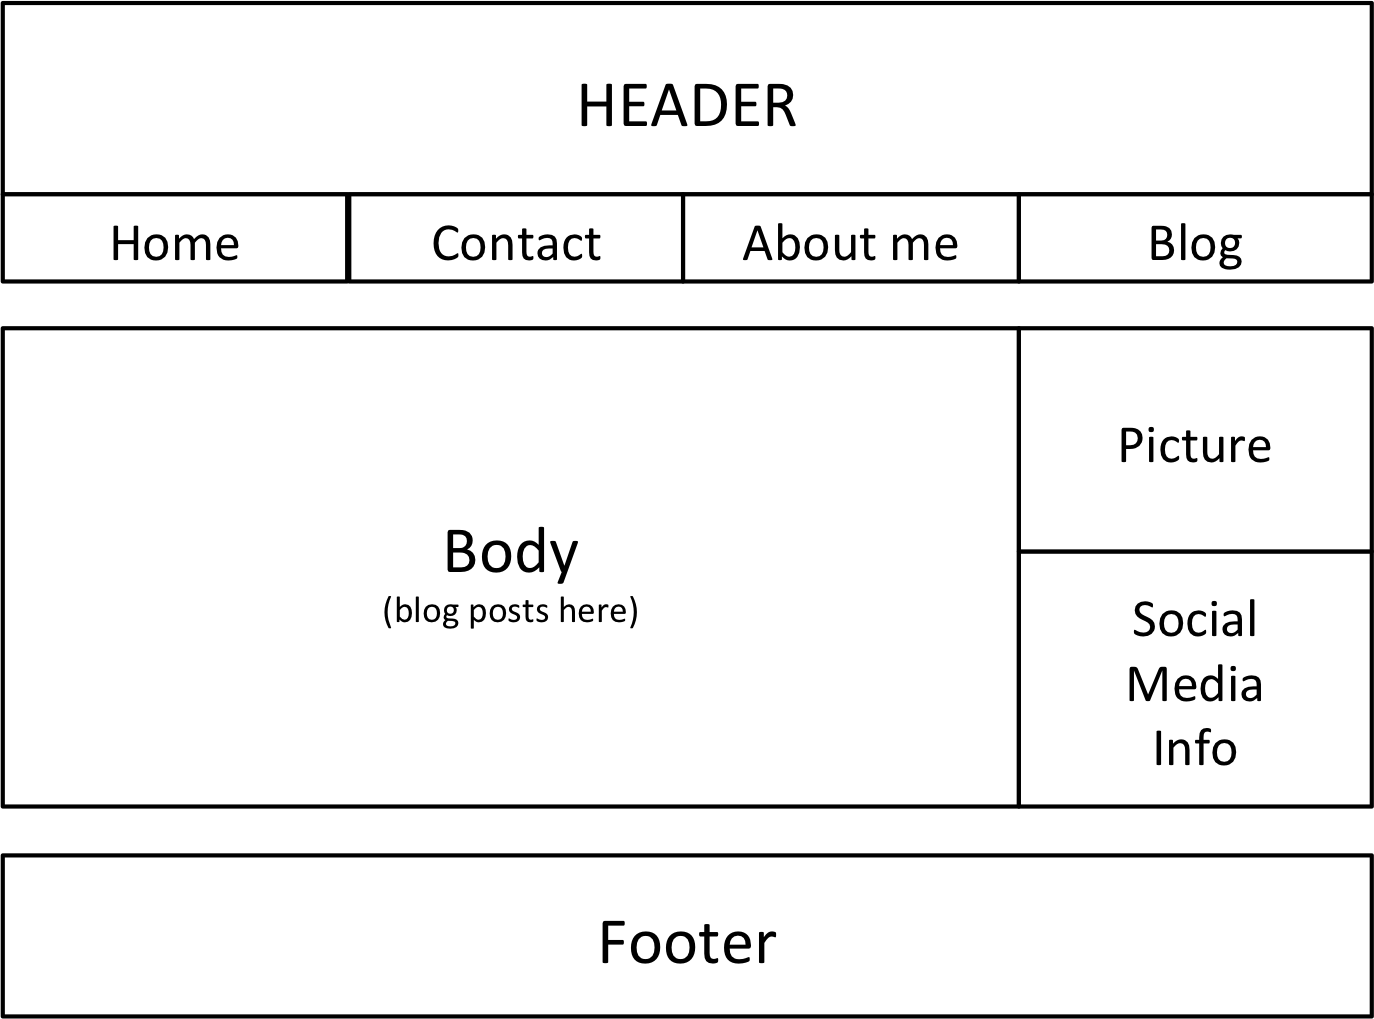 HEADER
Home
Contact
About me
Blog
Body
(blog posts here)
Picture
Social
Media
Info
Footer